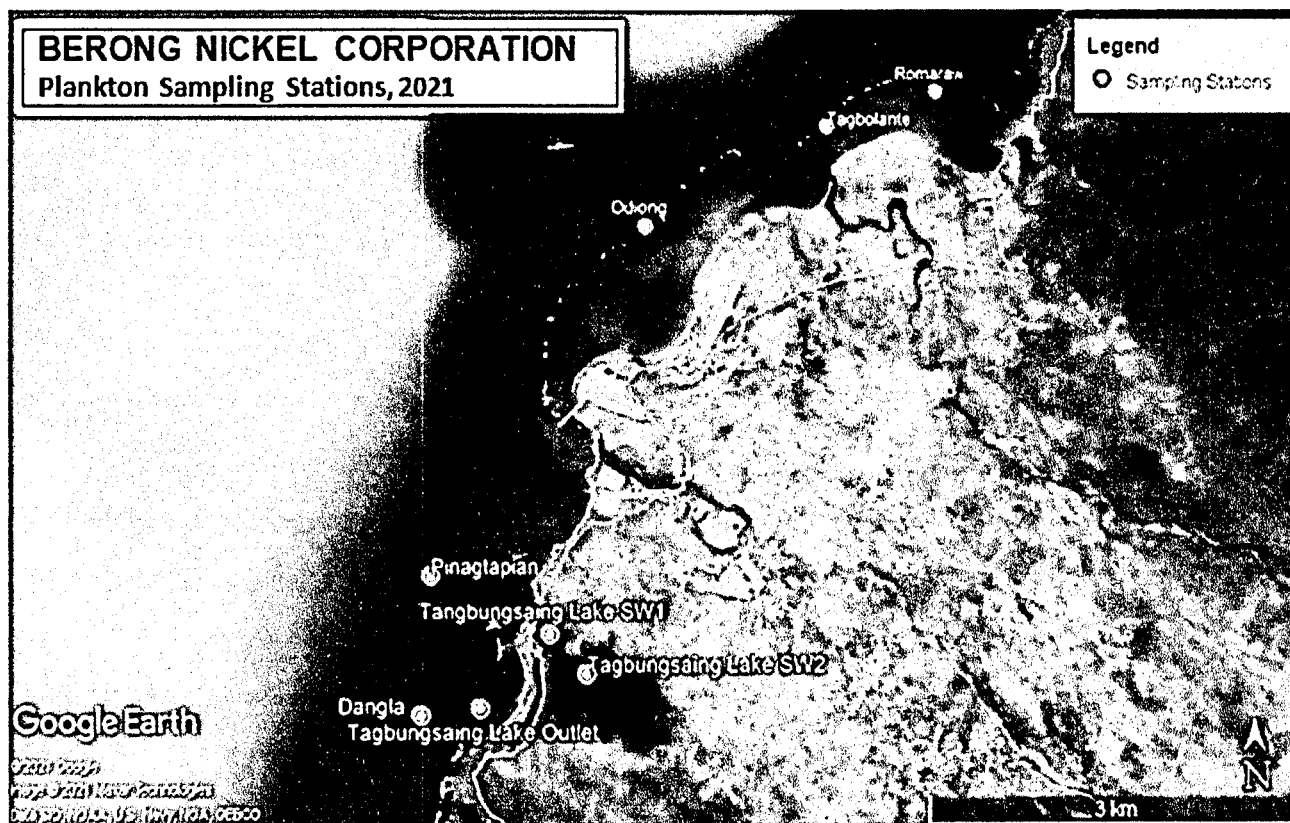 BERONG NICKEL CORPORATION
Plankton Sampling Stations, 2021
Legend
Sampling Stations
Romaraw
Tagbolante
Odiong
Pinagtapian
Tangbungsaing Lake SW1
Tagbungsaing Lake SW2
Dangla
Tagbungsaing Lake Outlet
Google Earth
N
3 km